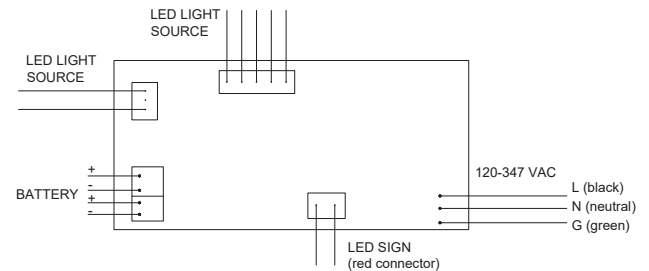 LED LIGHT
SOURCE
LED LIGHT
SOURCE
120-347 VAC
L (black)
N (neutral)
G (green)
+
-
+
-
BATTERY
LED SIGN
(red connector)